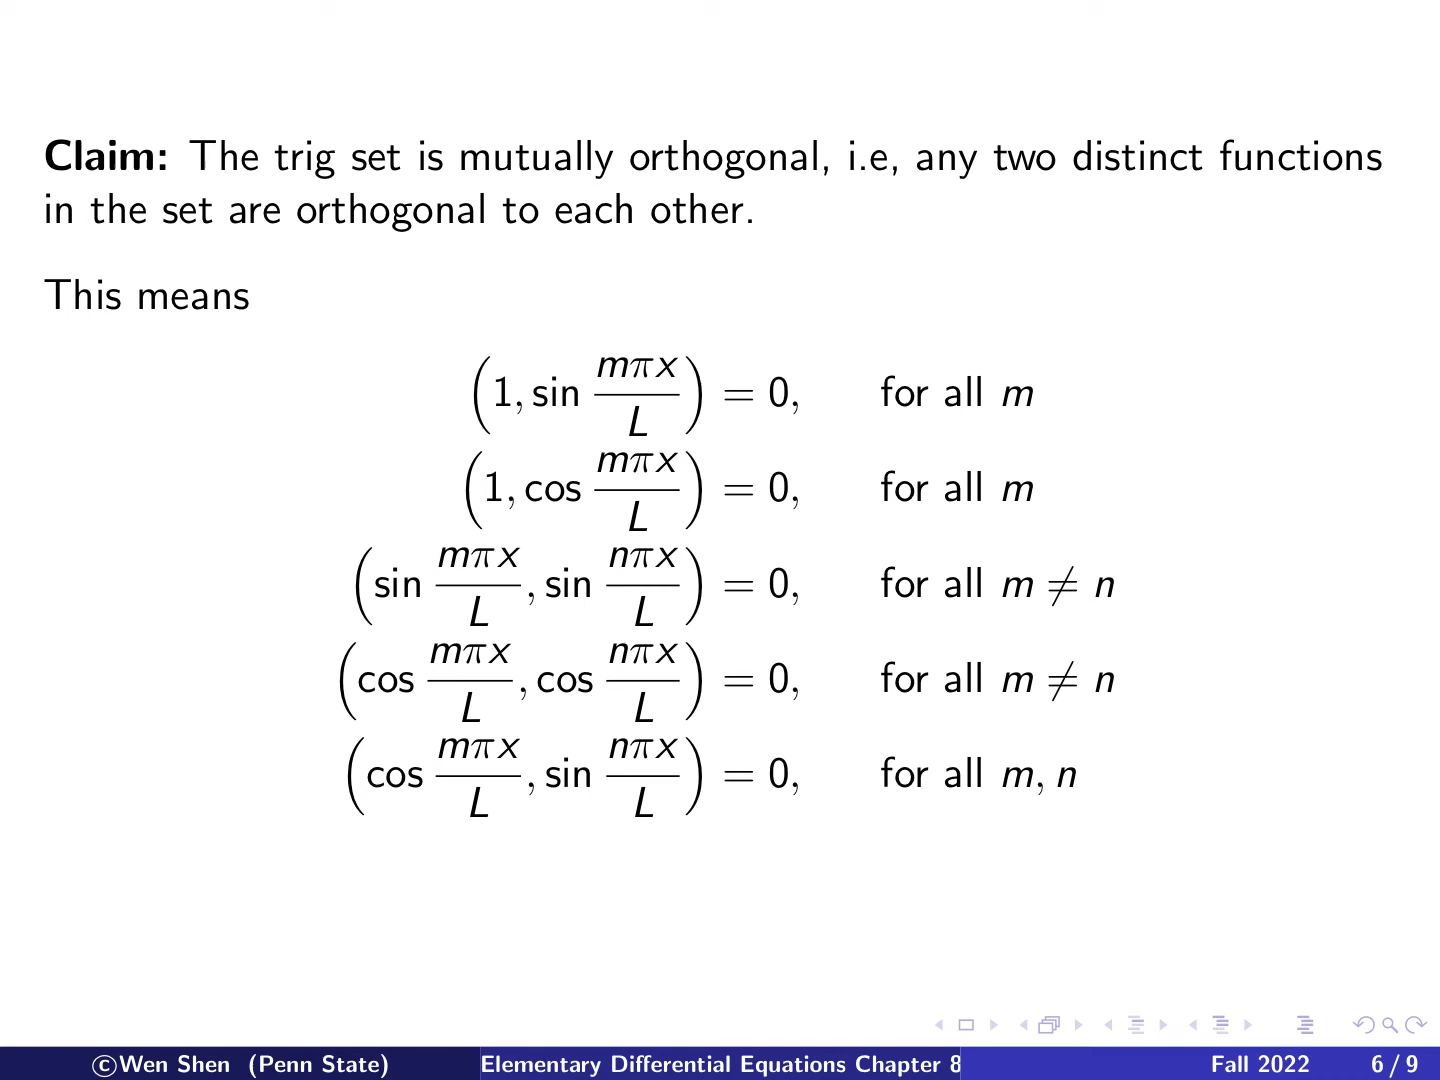 Claim: The trig set is mutually orthogonal, i.e, any two distinct functions
in the set are orthogonal to each other.
This means
(1, sin mπx/L) = 0, for all m
(1, cos mπx/L) = 0, for all m
(sin mπx/L, sin nπx/L) = 0, for all m ≠ n
(cos mπx/L, cos nπx/L) = 0, for all m ≠ n
(cos mπx/L, sin nπx/L) = 0, for all m, n
©Wen Shen (Penn State) Elementary Differential Equations Chapter 8 Fall 2022 6 / 9